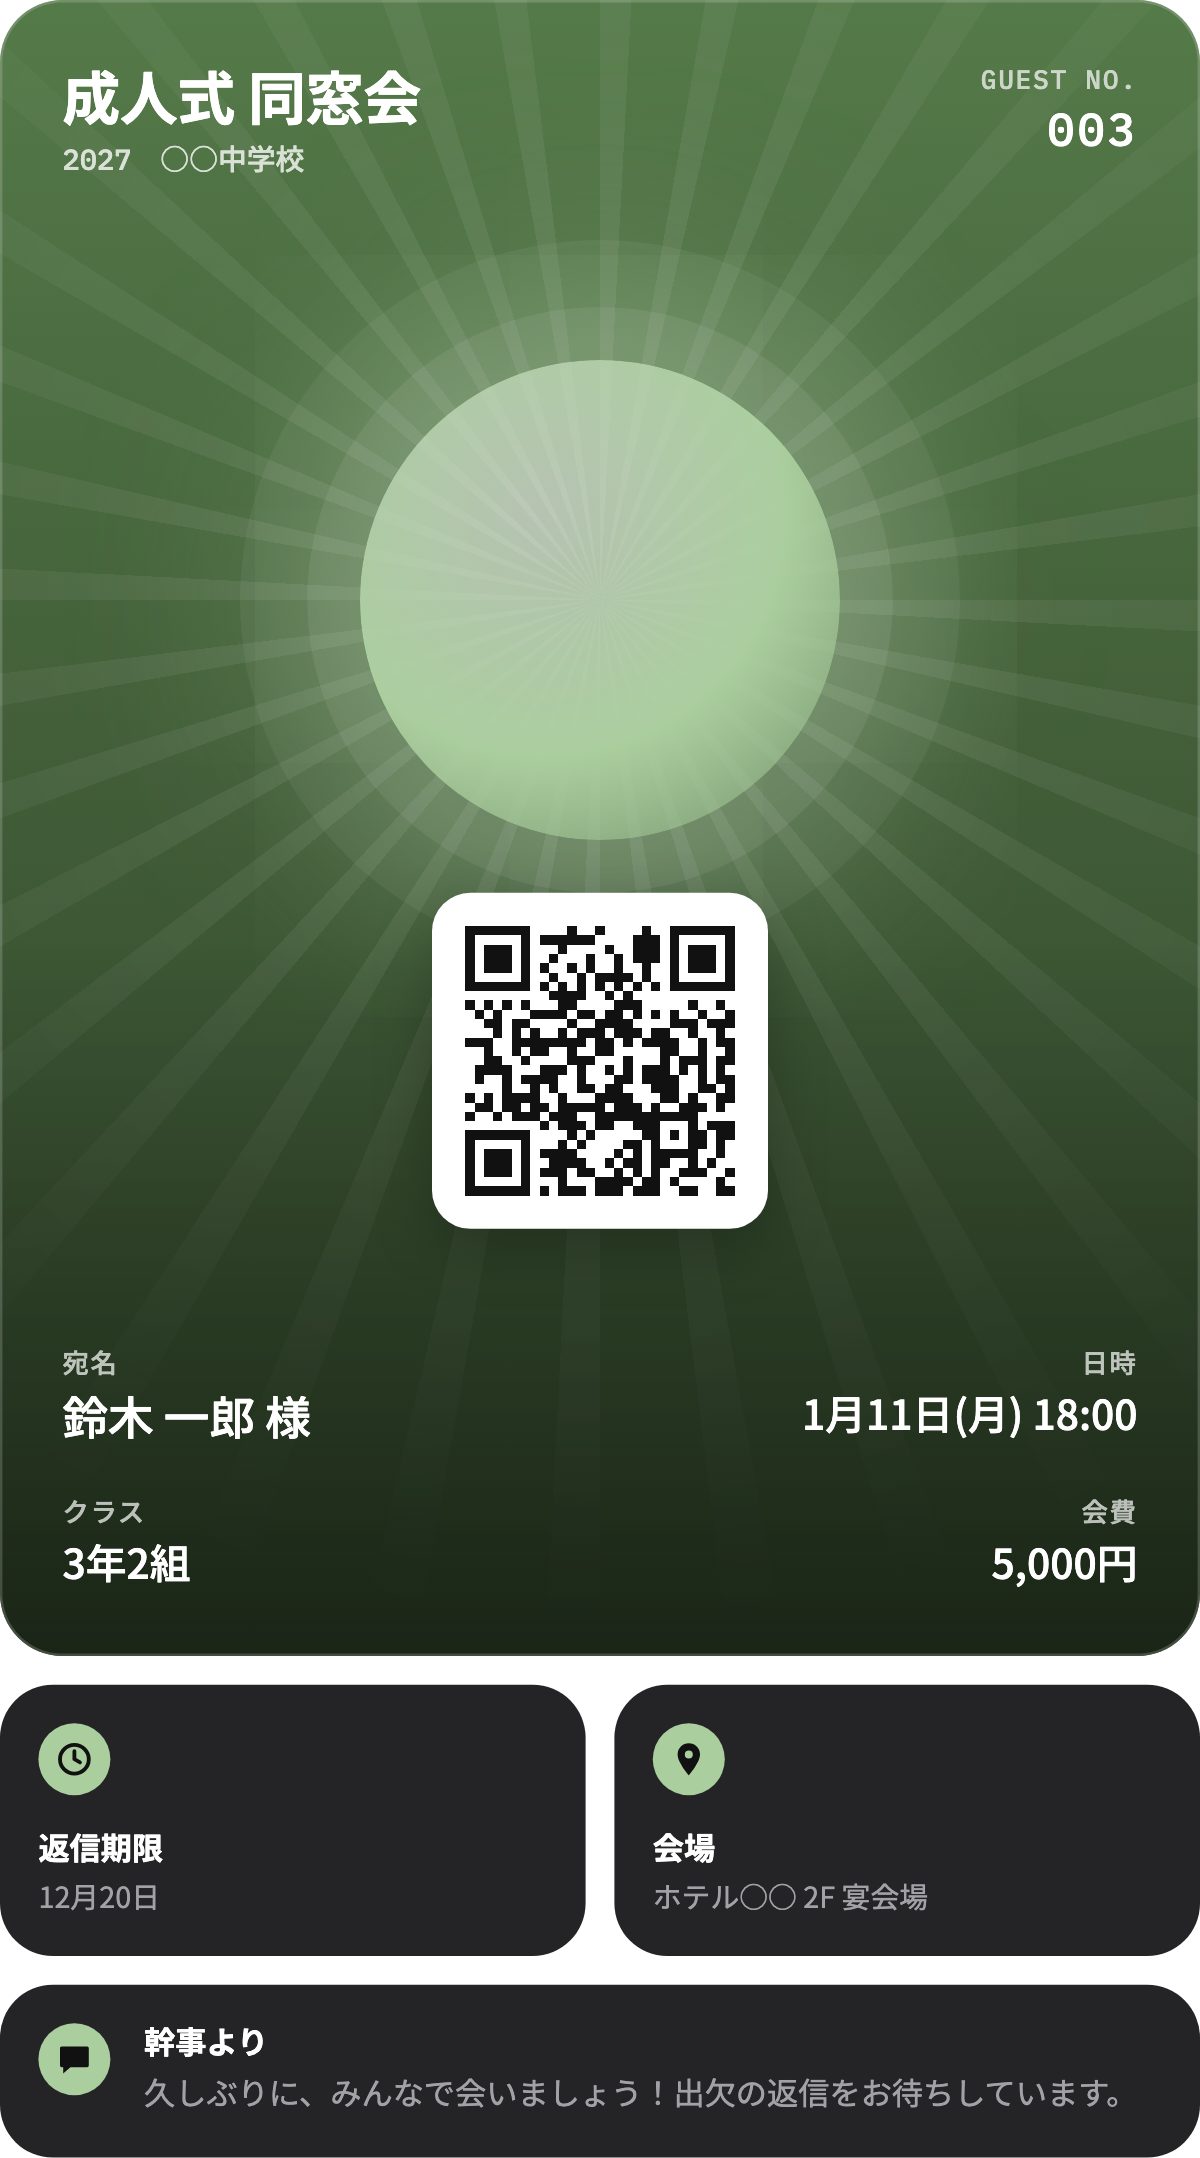 成人式 同窓会
2027 〇〇中学校
GUEST NO.
003
宛名
鈴木 一郎 様
日時
1月11日(月) 18:00
クラス
3年2組
会費
5,000円
返信期限
12月20日
会場
ホテル〇〇 2F 宴会場
幹事より
久しぶりに、みんなで会いましょう！出欠の返信をお待ちしています。